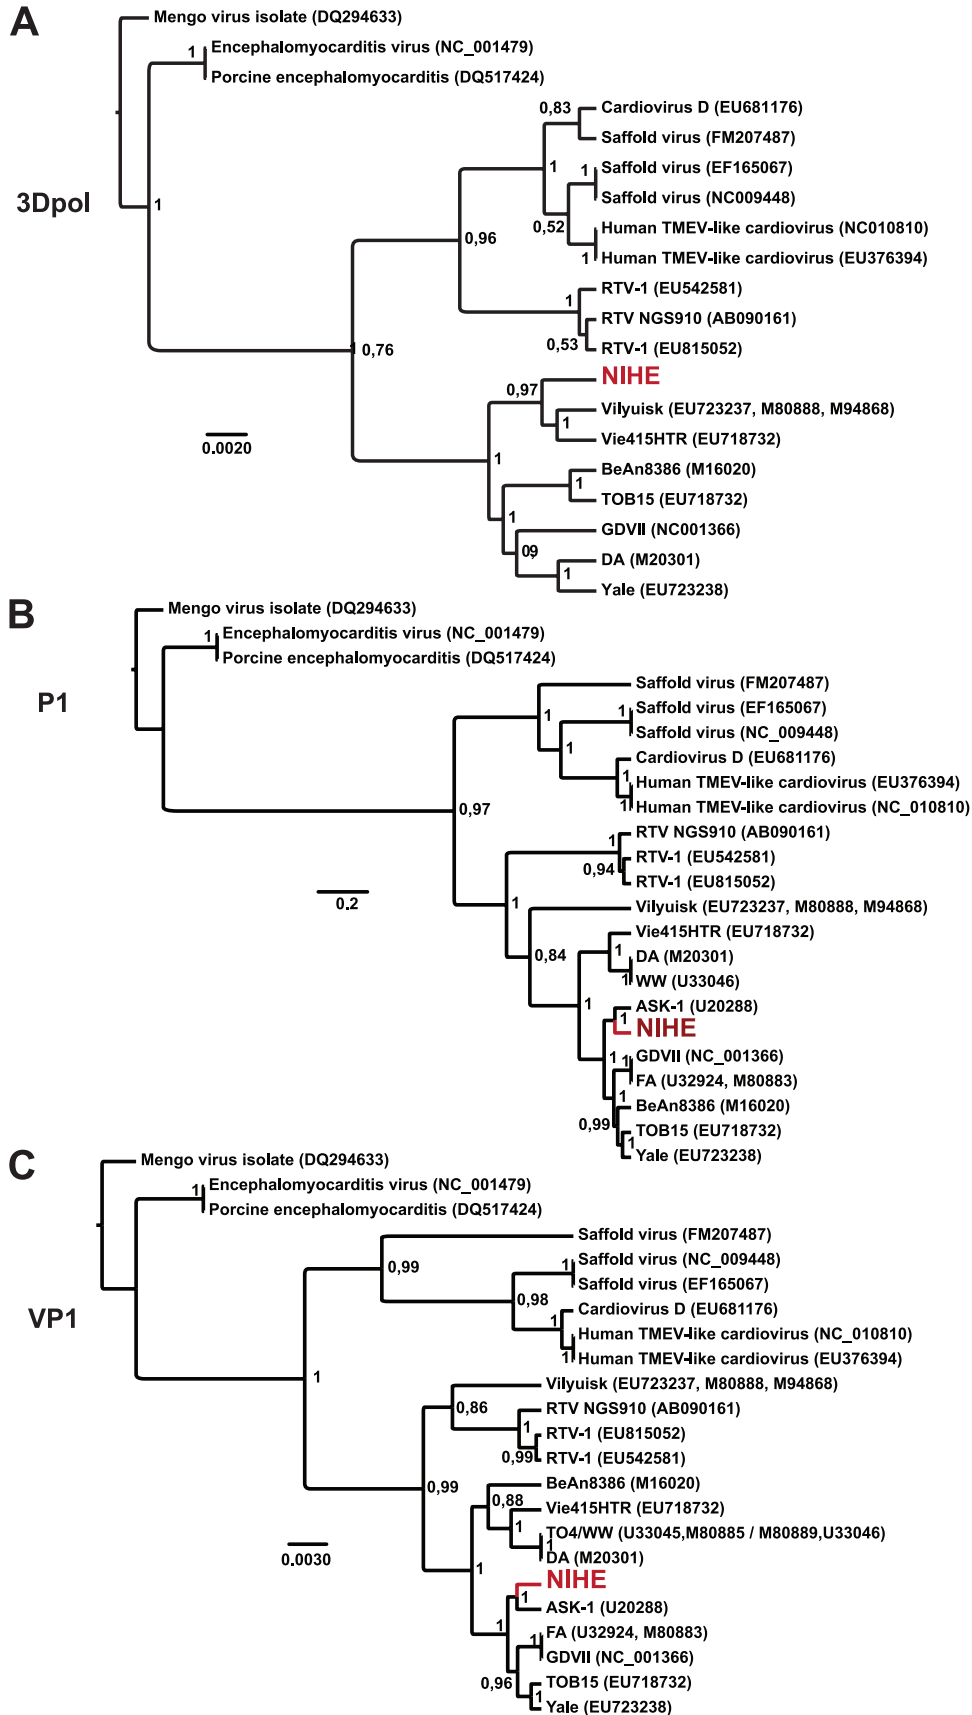 A
Mengo virus isolate (DQ294633)
1
Encephalomyocarditis virus (NC_001479)
Porcine encephalomyocarditis (DQ517424)
0,83
Cardiovirus D (EU681176)
Saffold virus (FM207487)
1
1
Saffold virus (EF165067)
Saffold virus (NC009448)
3Dpol
1
0,52
Human TMEV-like cardiovirus (NC010810)
0,96
1
Human TMEV-like cardiovirus (EU376394)
1
RTV-1 (EU542581)
RTV NGS910 (AB090161)
0,53
RTV-1 (EU815052)
1
0,76
NIHE
0,97
Vilyuisk (EU723237, M80888, M94868)
1
Vie415HTR (EU718732)
0.0020
1
BeAn8386 (M16020)
1
TOB15 (EU718732)
1
GDVII (NC001366)
09,
DA (M20301)
1
Yale (EU723238)
B
Mengo virus isolate (DQ294633)
1
Encephalomyocarditis virus (NC_001479)
Porcine encephalomyocarditis (DQ517424)
P1
Saffold virus (FM207487)
1
1
Saffold virus (EF165067)
Saffold virus (NC_009448)
1
Cardiovirus D (EU681176)
1
Human TMEV-like cardiovirus (EU376394)
1
Human TMEV-like cardiovirus (NC_010810)
0,97
RTV NGS910 (AB090161)
1
RTV-1 (EU542581)
0,94
RTV-1 (EU815052)
0.2
1
Vilyuisk (EU723237, M80888, M94868)
Vie415HTR (EU718732)
0,84
1
DA (M20301)
1
WW (U33046)
1
ASK-1 (U20288)
1
NIHE
1
1
GDVII (NC_001366)
FA (U32924, M80883)
1
BeAn8386 (M16020)
0,99
TOB15 (EU718732)
1
Yale (EU723238)
C
Mengo virus isolate (DQ294633)
1
Encephalomyocarditis virus (NC_001479)
Porcine encephalomyocarditis (DQ517424)
Saffold virus (FM207487)
0,99
1
Saffold virus (NC_009448)
Saffold virus (EF165067)
0,98
VP1
Cardiovirus D (EU681176)
1
Human TMEV-like cardiovirus (NC_010810)
1
Human TMEV-like cardiovirus (EU376394)
1
Vilyuisk (EU723237, M80888, M94868)
0,86
RTV NGS910 (AB090161)
1
RTV-1 (EU815052)
0,99
RTV-1 (EU542581)
0,99
BeAn8386 (M16020)
0,88
Vie415HTR (EU718732)
1
TO4/WW (U33045,M80885 / M80889,U33046)
1
DA (M20301)
0.0030
1
NIHE
1
ASK-1 (U20288)
1
FA (U32924, M80883)
1
GDVII (NC_001366)
0,96
TOB15 (EU718732)
1
Yale (EU723238)